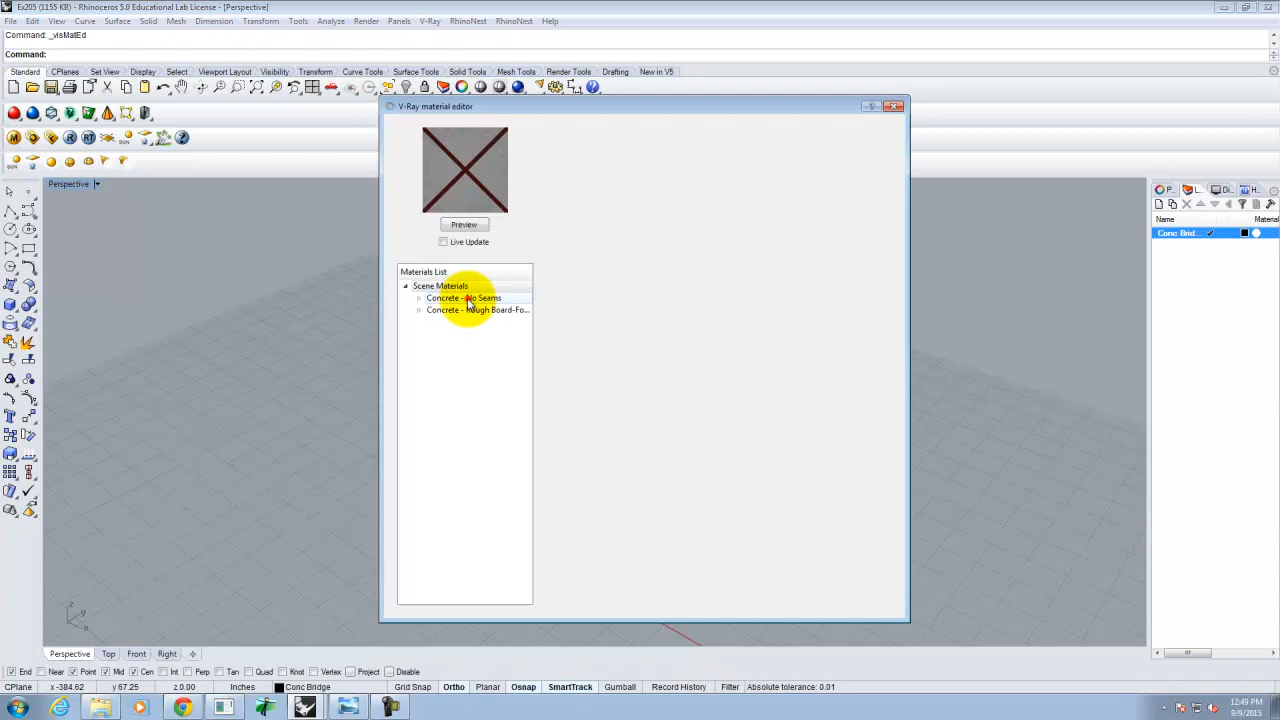 Ex205 (1155 KB) - Rhinoceros 5.0 Educational Lab License - [Perspective]
File Edit View Curve Surface Solid Mesh Dimension Transform Tools Analyze Render Panels V-Ray RhinoNest RhinoNest Help
Command: _visMatEd
Command:
Standard CPlanes Set View Display Select Viewport Layout Visibility Transform Curve Tools Surface Tools Solid Tools Mesh Tools Render Tools Drafting New in V5
V-Ray material editor
Perspective
P... L... Di... H...
Name Material
Conc Brid...
Preview
Live Update
Materials List
Scene Materials
Concrete - No Seams
Concrete - Rough Board-Fo...
z
y
x
Perspective Top Front Right
End Near Point Mid Cen Int Perp Tan Quad Knot Vertex Project Disable
CPlane x -384.62 y 67.25 z 0.00 Inches Conc Bridge Grid Snap Ortho Planar Osnap SmartTrack Gumball Record History Filter Absolute tolerance: 0.01
12:49 PM
9/9/2015